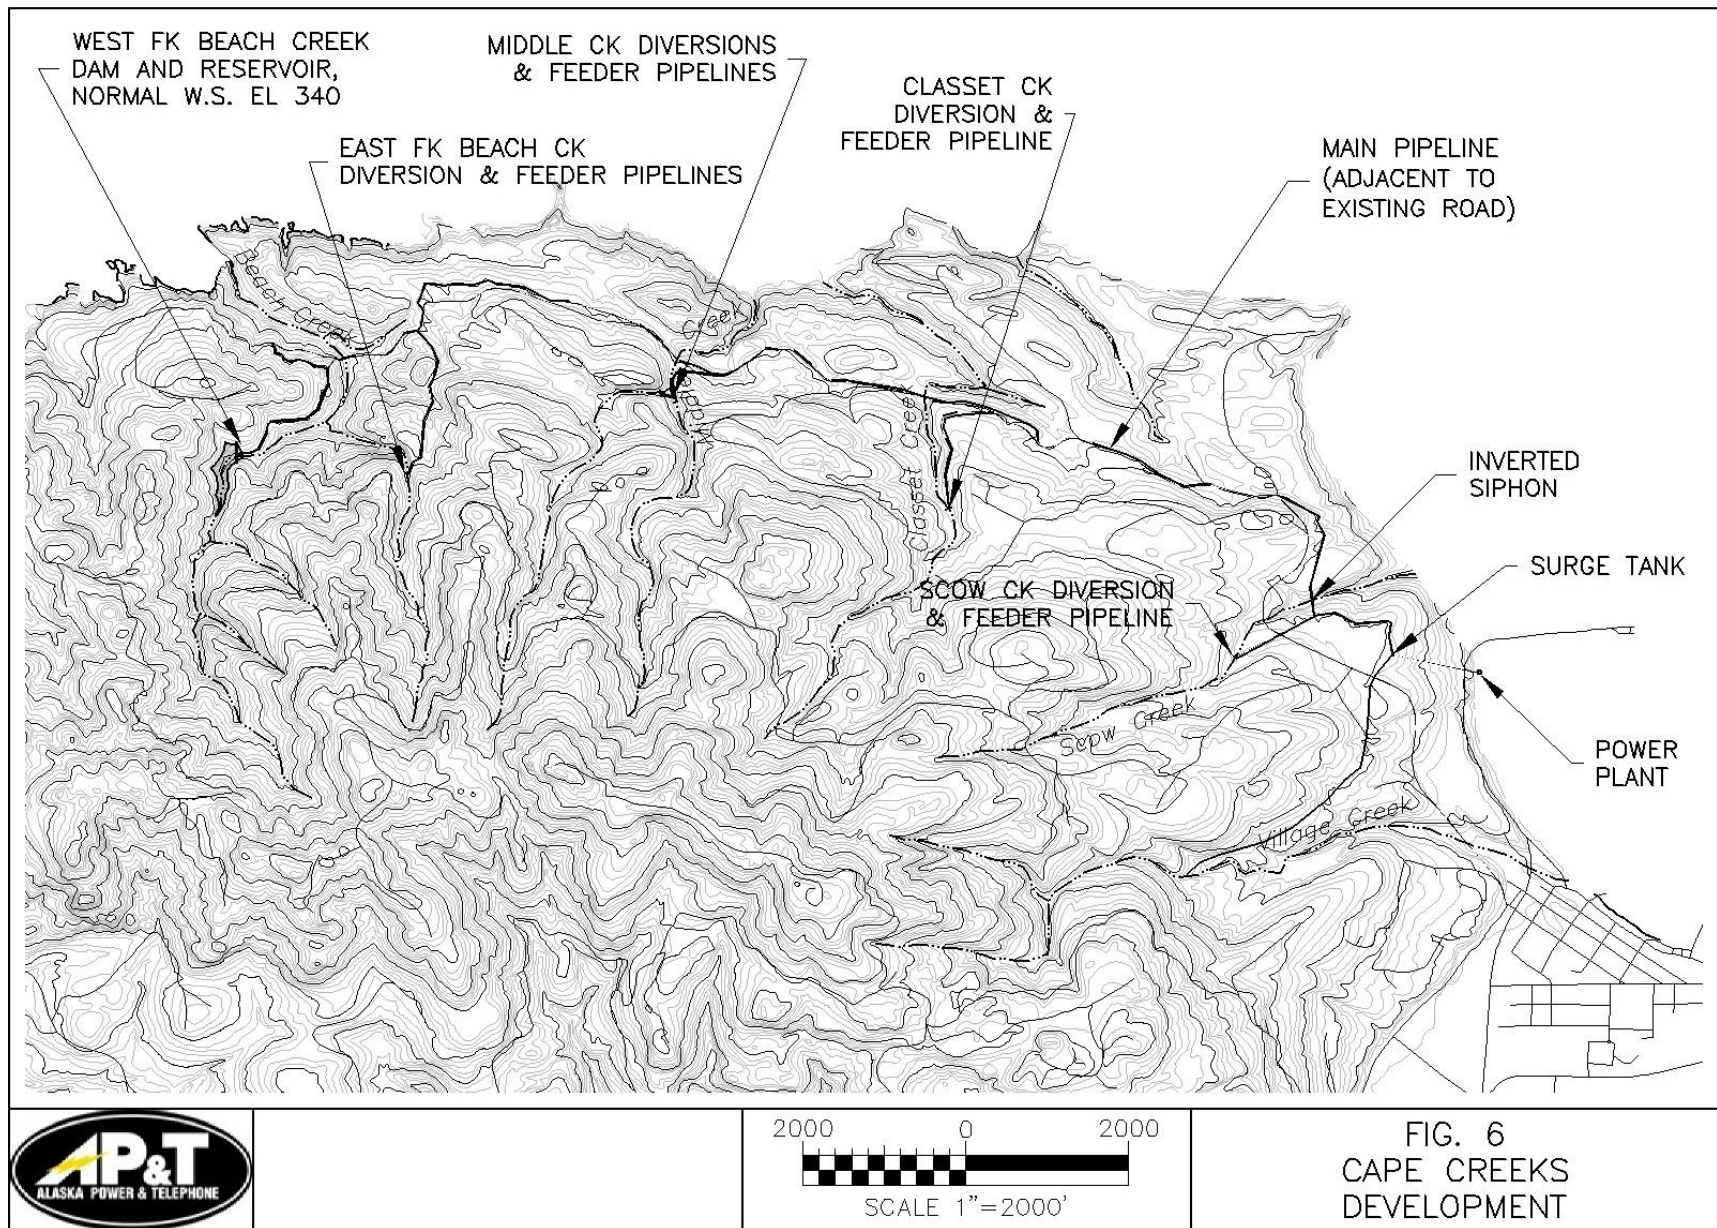 WEST FK BEACH CREEK
DAM AND RESERVOIR,
NORMAL W.S. EL 340
MIDDLE CK DIVERSIONS
& FEEDER PIPELINES
EAST FK BEACH CK
DIVERSION & FEEDER PIPELINES
CLASSET CK
DIVERSION &
FEEDER PIPELINE
MAIN PIPELINE
(ADJACENT TO
EXISTING ROAD)
Beach Creek
Middle Creek
Classet Creek
INVERTED
SIPHON
SURGE TANK
SCOW CK DIVERSION
& FEEDER PIPELINE
Scow Creek
POWER
PLANT
Village Creek
AP&T
ALASKA POWER & TELEPHONE
2000 0 2000
SCALE 1"=2000'
FIG. 6
CAPE CREEKS
DEVELOPMENT